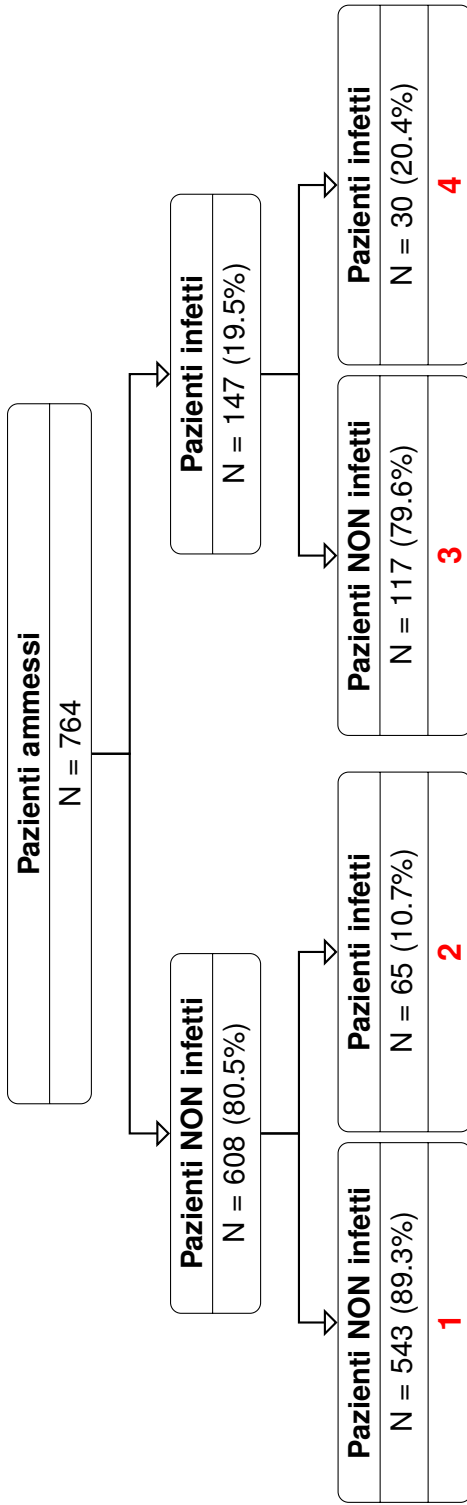 Pazienti ammessi
N = 764
Pazienti NON infetti
N = 608 (80.5%)
Pazienti infetti
N = 147 (19.5%)
Pazienti NON infetti
N = 543 (89.3%)
1
Pazienti infetti
N = 65 (10.7%)
2
Pazienti NON infetti
N = 117 (79.6%)
3
Pazienti infetti
N = 30 (20.4%)
4